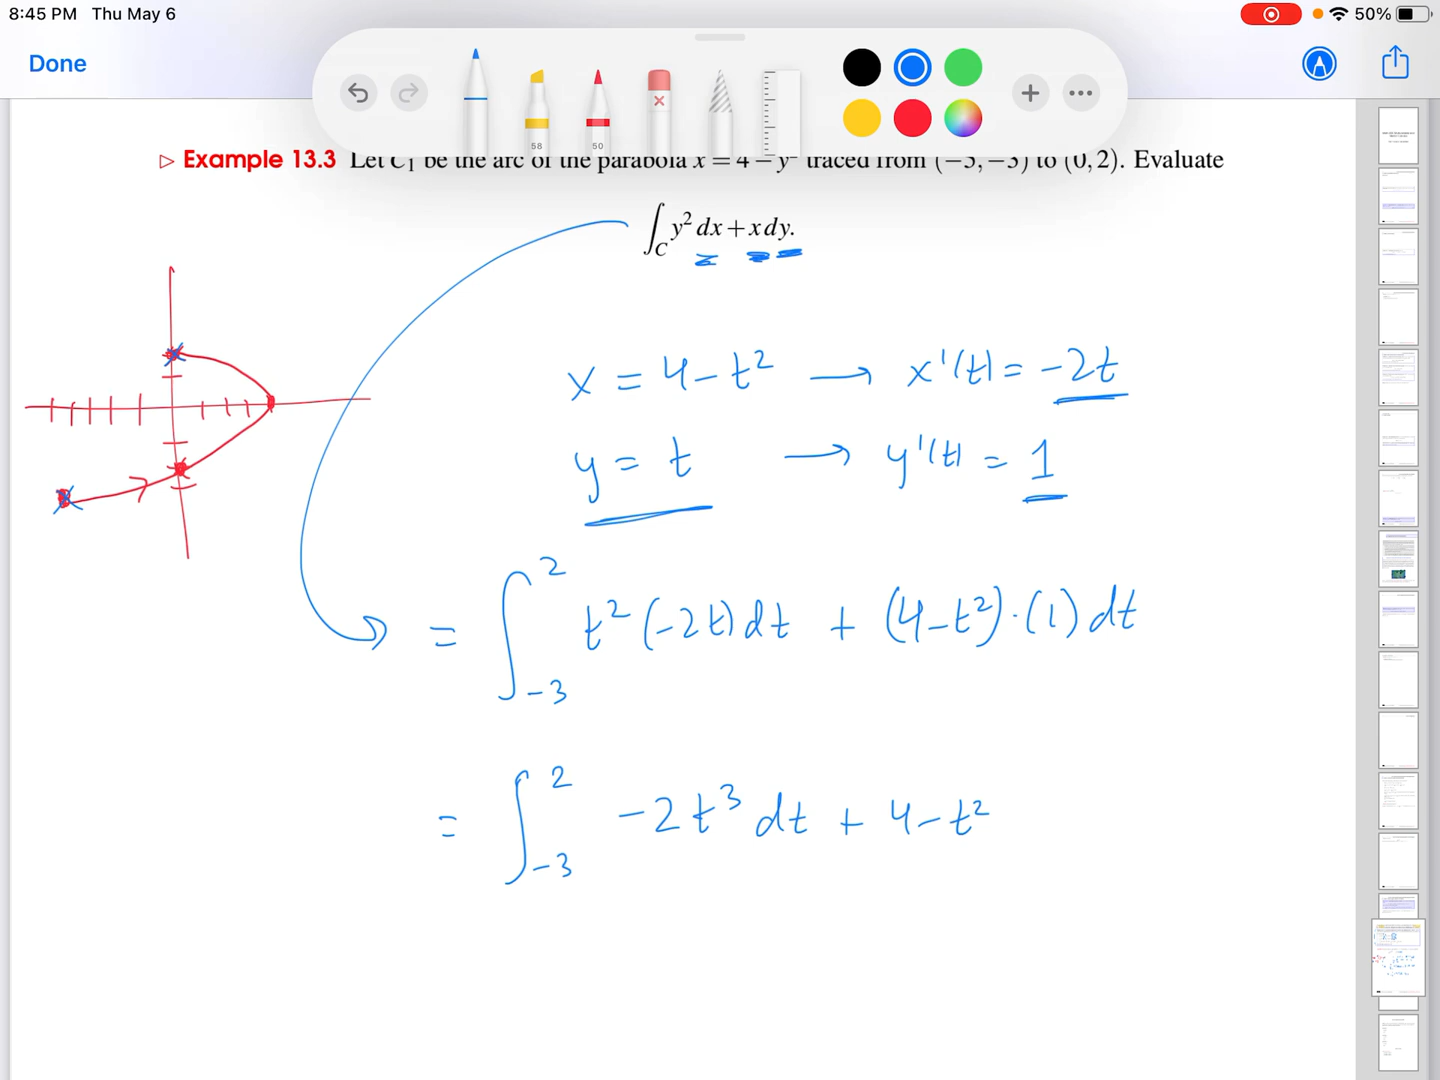 8:45 PM Thu May 6 50%
Done
58 50
▷ Example 13.3 Let C₁ be the arc of the parabola x = 4 − y² traced from (−5, −3) to (0, 2). Evaluate
∫_C y² dx + x dy.
x = 4 − t² → x'(t) = −2t
y = t → y'(t) = 1
= ∫_{−3}^{2} t² (−2t) dt + (4 − t²)·(1) dt
= ∫_{−3}^{2} −2t³ dt + 4 − t²